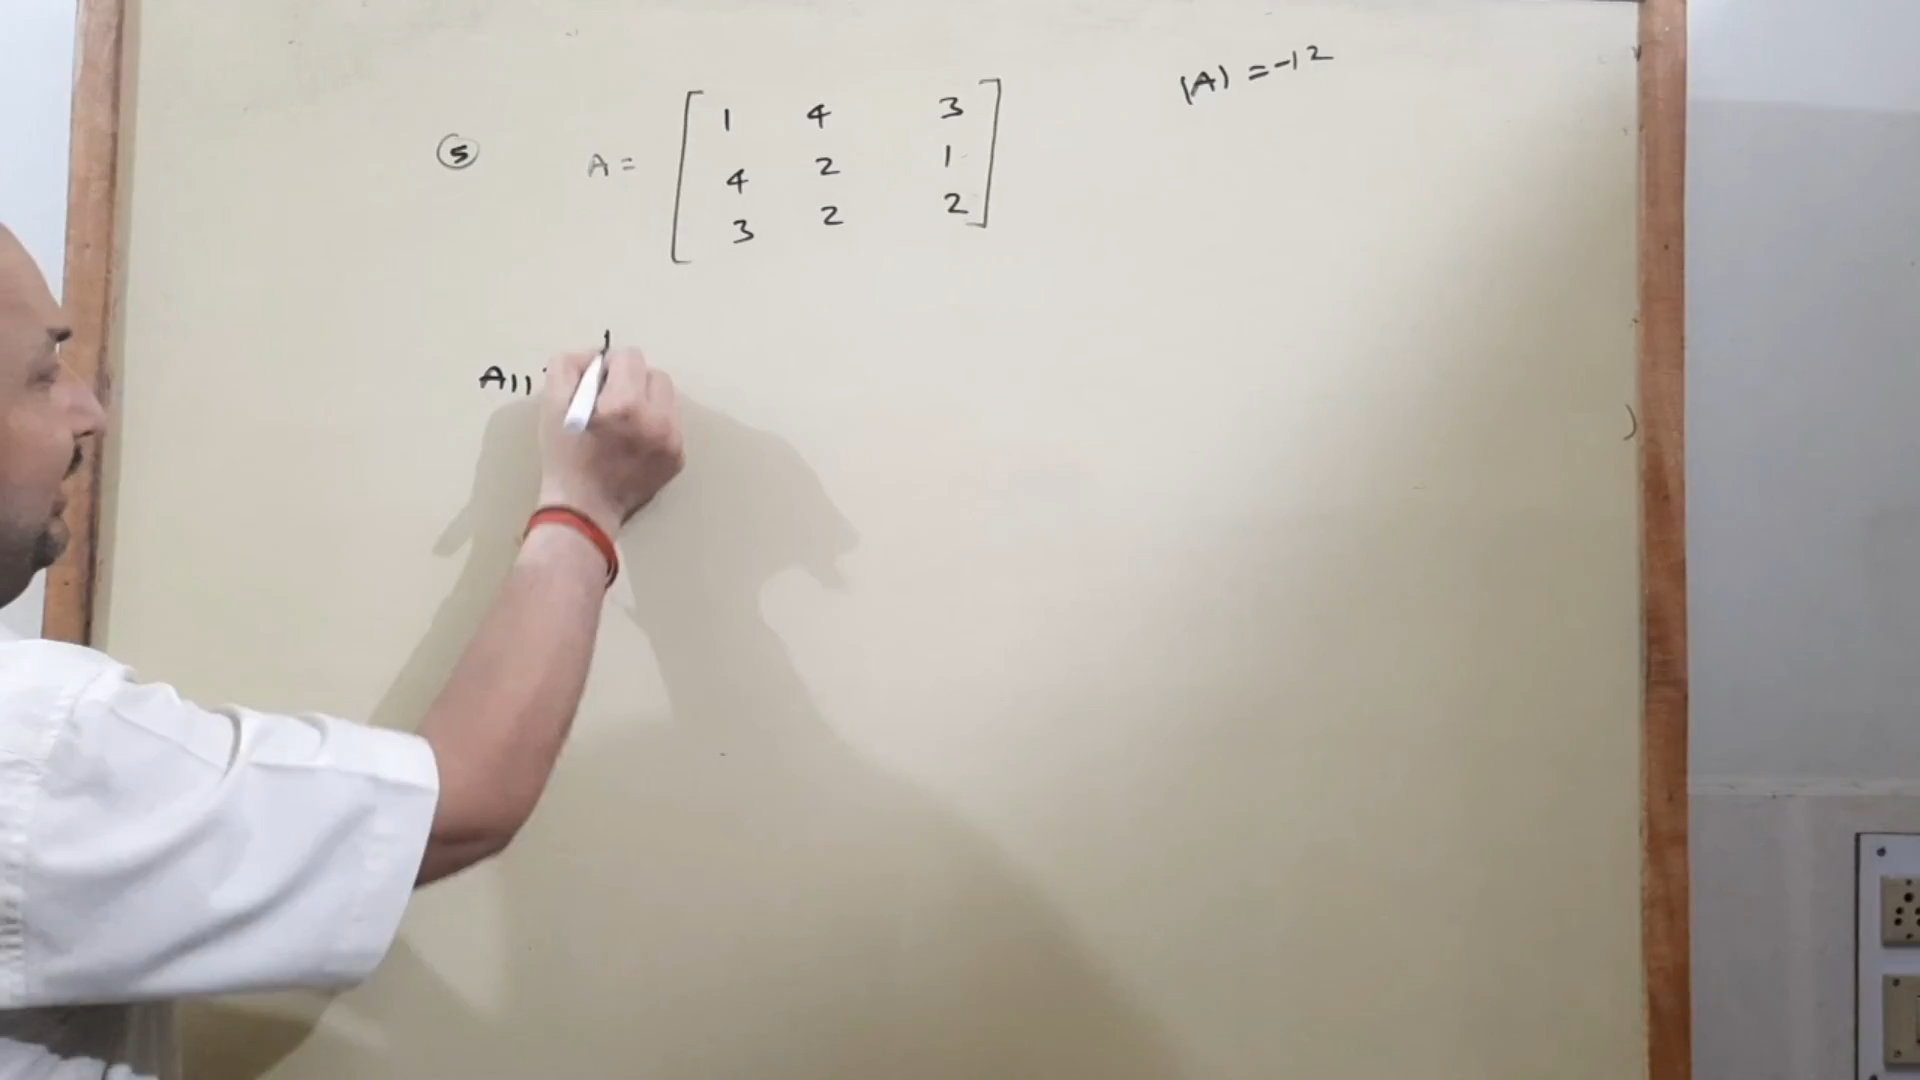 |A| = -12
5 A = [ 1 4 3
4 2 1
3 2 2 ]
A11